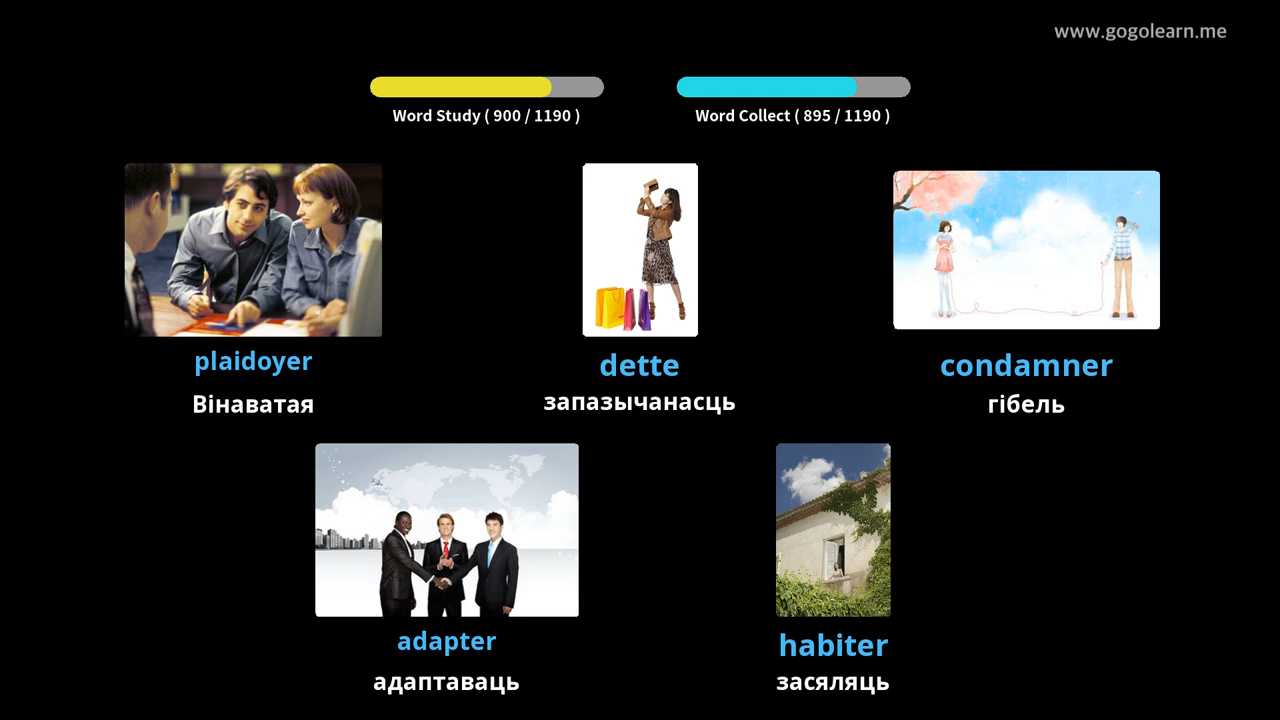 www.gogolearn.me
Word Study ( 900 / 1190 )
Word Collect ( 895 / 1190 )
plaidoyer
Вінаватая
dette
запазычанасць
condamner
гібель
adapter
адаптаваць
habiter
засяляць